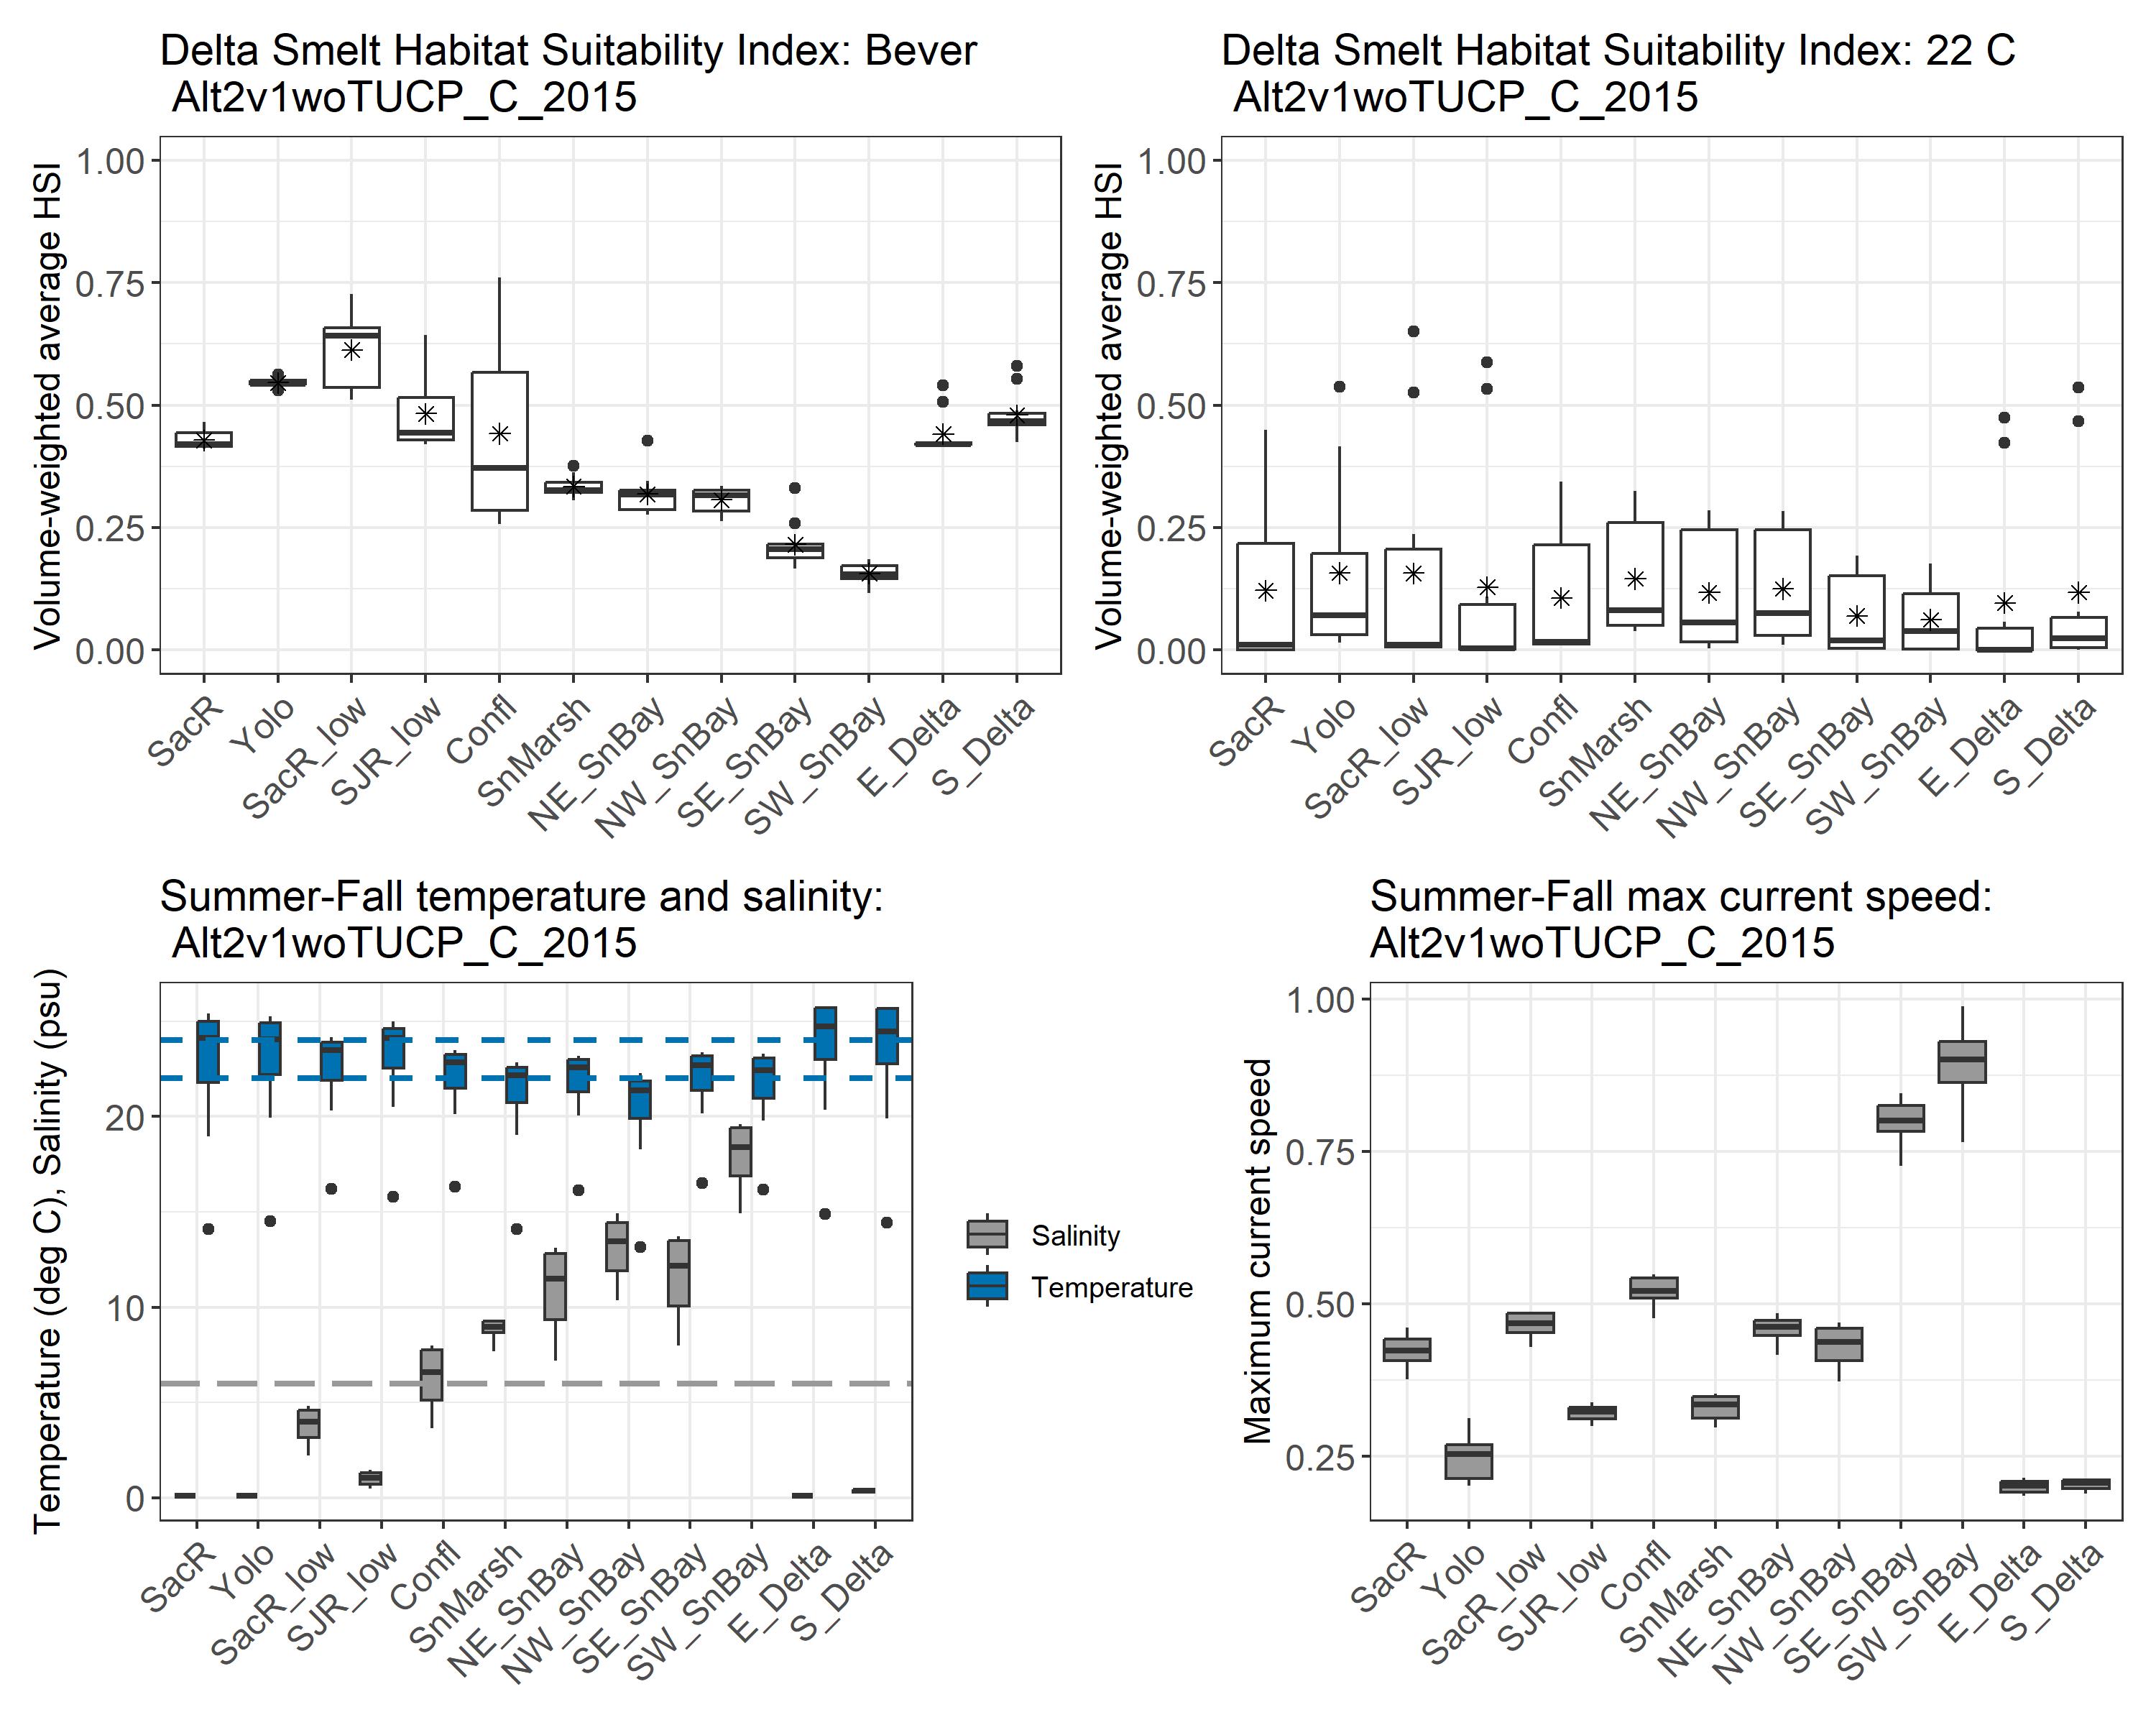 Delta Smelt Habitat Suitability Index: Bever
Alt2v1woTUCP_C_2015
Volume-weighted average HSI
1.00
0.75
0.50
0.25
0.00
SacR
Yolo
SacR_low
SJR_low
Confl
SnMarsh
NE_SnBay
NW_SnBay
SE_SnBay
SW_SnBay
E_Delta
S_Delta
Delta Smelt Habitat Suitability Index: 22 C
Alt2v1woTUCP_C_2015
Volume-weighted average HSI
1.00
0.75
0.50
0.25
0.00
SacR
Yolo
SacR_low
SJR_low
Confl
SnMarsh
NE_SnBay
NW_SnBay
SE_SnBay
SW_SnBay
E_Delta
S_Delta
Summer-Fall temperature and salinity:
Alt2v1woTUCP_C_2015
Temperature (deg C), Salinity (psu)
20
10
0
SacR
Yolo
SacR_low
SJR_low
Confl
SnMarsh
NE_SnBay
NW_SnBay
SE_SnBay
SW_SnBay
E_Delta
S_Delta
Salinity
Temperature
Summer-Fall max current speed:
Alt2v1woTUCP_C_2015
Maximum current speed
1.00
0.75
0.50
0.25
SacR
Yolo
SacR_low
SJR_low
Confl
SnMarsh
NE_SnBay
NW_SnBay
SE_SnBay
SW_SnBay
E_Delta
S_Delta